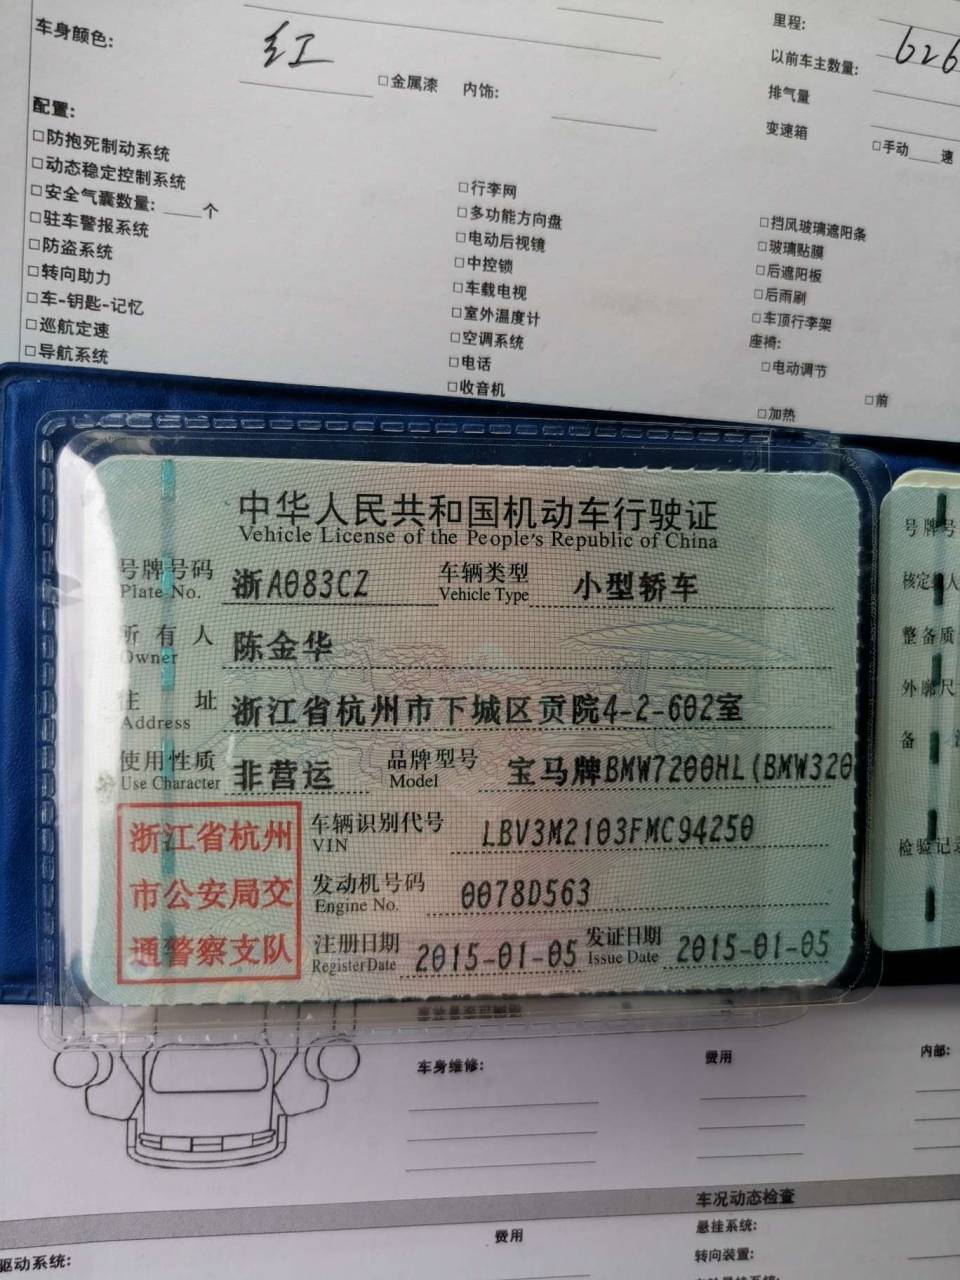 车身颜色: 红
□金属漆 内饰:
里程: 626
以前车主数量:
排气量
变速箱 □手动____速
配置:
□防抱死制动系统
□动态稳定控制系统
□安全气囊数量: ____个
□驻车警报系统
□防盗系统
□转向助力
□车-钥匙-记忆
□巡航定速
□导航系统
□行李网
□多功能方向盘
□电动后视镜
□中控锁
□车载电视
□室外温度计
□空调系统
□电话
□收音机
□挡风玻璃遮阳条
□玻璃贴膜
□后遮阳板
□后雨刷
□车顶行李架
座椅:
□电动调节
□前
□加热
中华人民共和国机动车行驶证
Vehicle License of the People's Republic of China
号牌号码 浙A083CZ 车辆类型 小型轿车
Plate No. Vehicle Type
所有人 陈金华
Owner
住址 浙江省杭州市下城区贡院4-2-602室
Address
使用性质 非营运 品牌型号 宝马牌BMW7200HL(BMW320
Use Character Model
浙江省杭州
市公安局交
通警察支队
车辆识别代号 LBV3M2103FMC94250
VIN
发动机号码 0078D563
Engine No.
注册日期 2015-01-05 发证日期 2015-01-05
Register Date Issue Date
号牌号
核定
整备质
外廓尺
备
检验记录
车身维修:
费用
内部:
车况动态检查
费用
悬挂系统:
驱动系统:
转向装置: